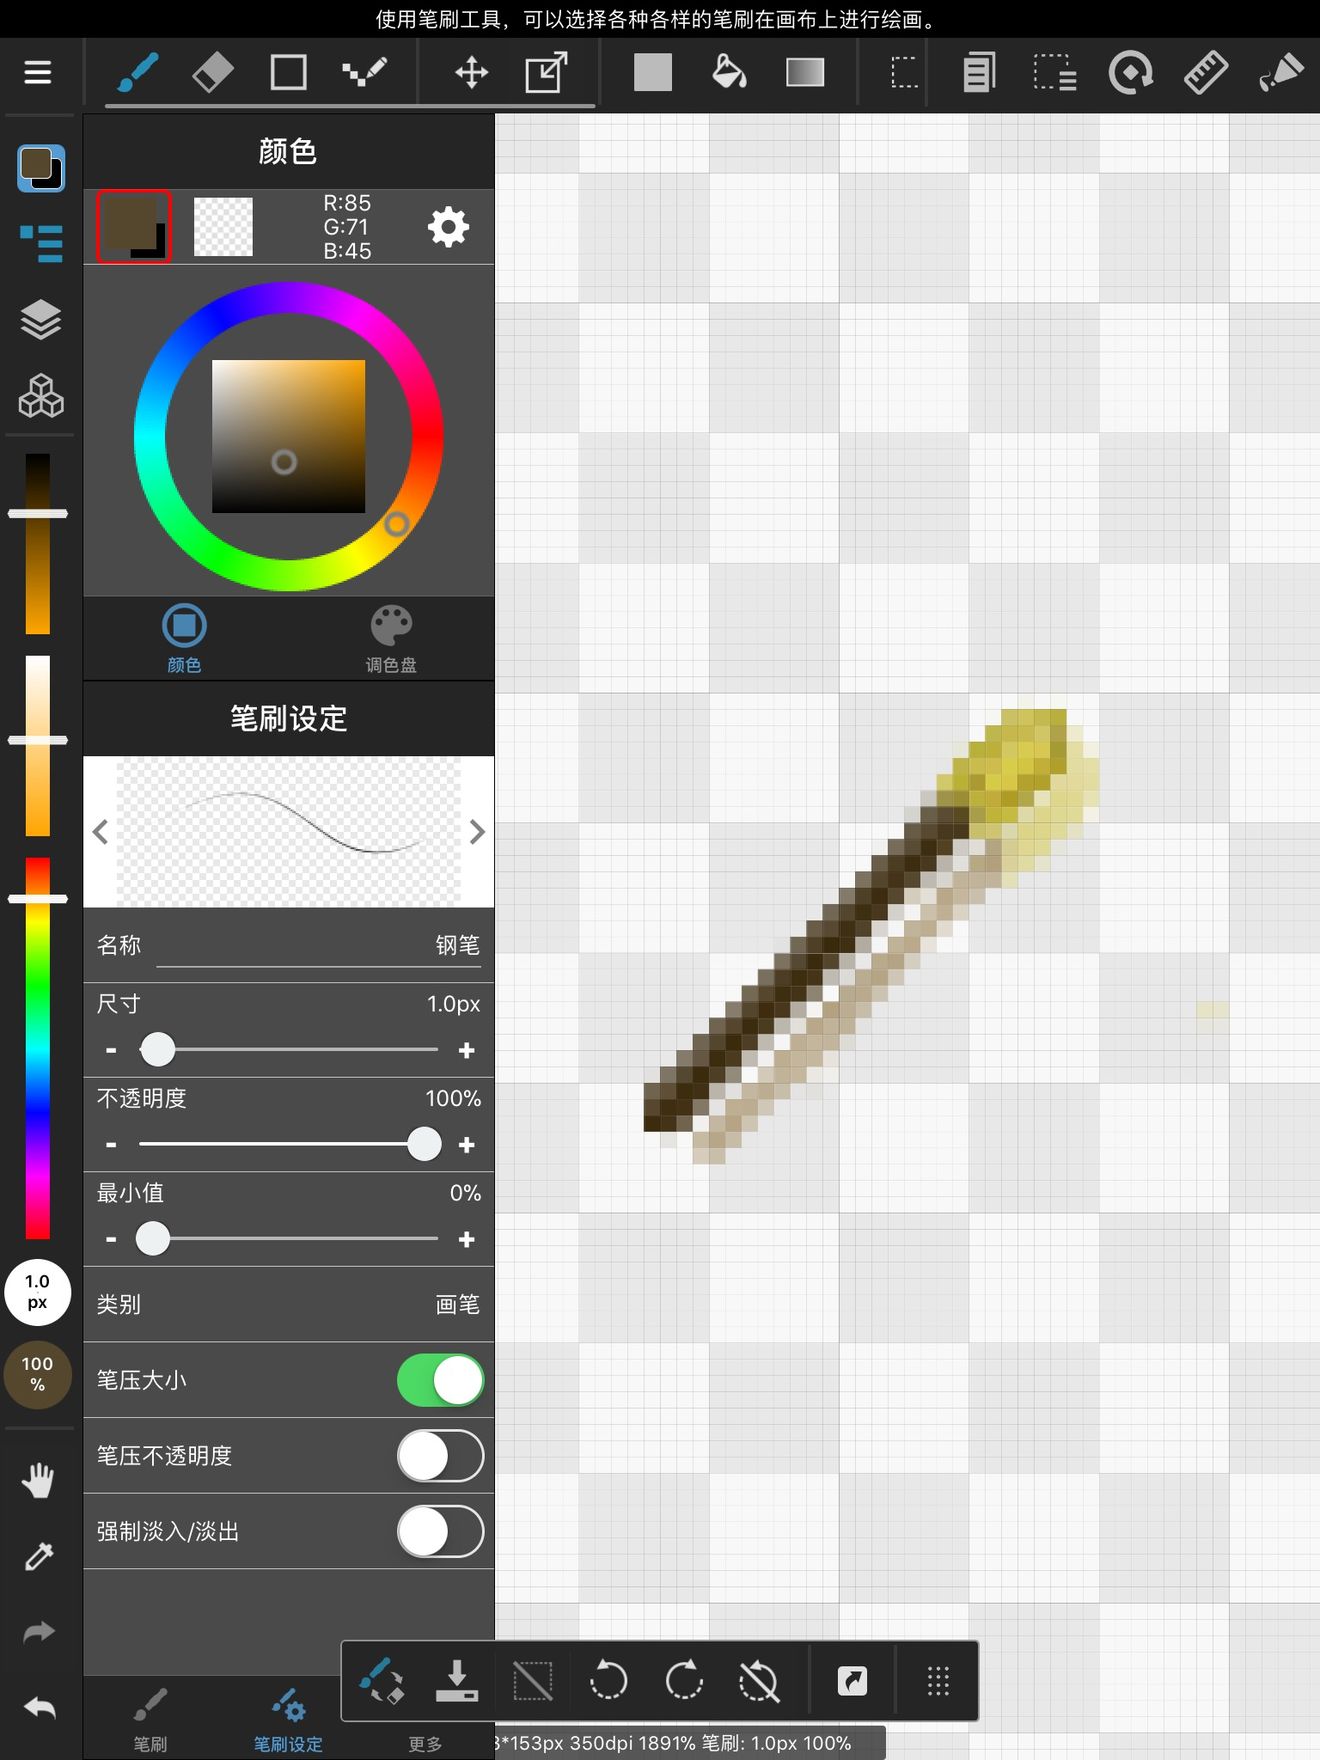 使用笔刷工具，可以选择各种各样的笔刷在画布上进行绘画。
颜色
R:85
G:71
B:45
颜色
调色盘
笔刷设定
名称
钢笔
尺寸
1.0px
-
+
不透明度
100%
-
+
最小值
0%
-
+
类别
画笔
笔压大小
笔压不透明度
强制淡入/淡出
1.0
px
100
%
笔刷
笔刷设定
更多
*153px 350dpi 1891% 笔刷: 1.0px 100%